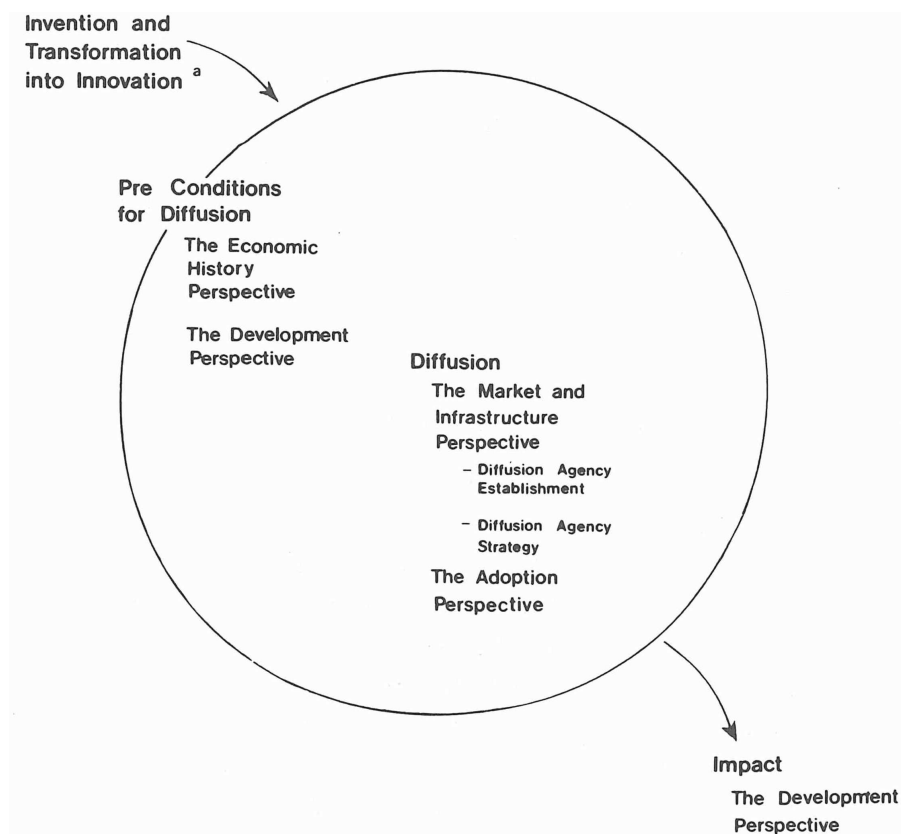 Invention and
Transformation
into Innovation a
Pre Conditions
for Diffusion
The Economic
History
Perspective
The Development
Perspective
Diffusion
The Market and
Infrastructure
Perspective
- Diffusion Agency
Establishment
- Diffusion Agency
Strategy
The Adoption
Perspective
Impact
The Development
Perspective